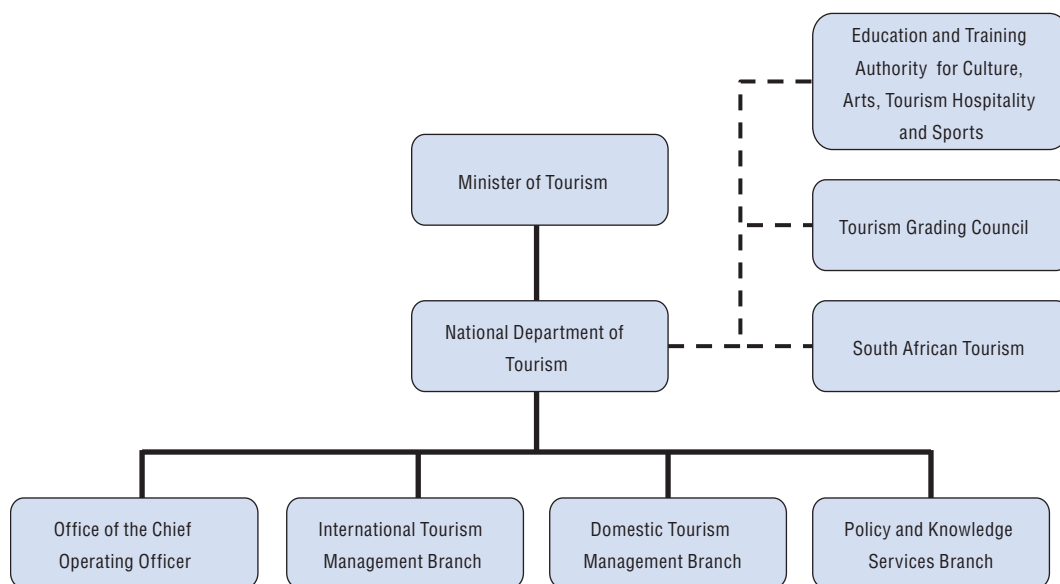 Education and Training
Authority for Culture,
Arts, Tourism Hospitality
and Sports
Minister of Tourism
Tourism Grading Council
National Department of
Tourism
South African Tourism
Office of the Chief
Operating Officer
International Tourism
Management Branch
Domestic Tourism
Management Branch
Policy and Knowledge
Services Branch